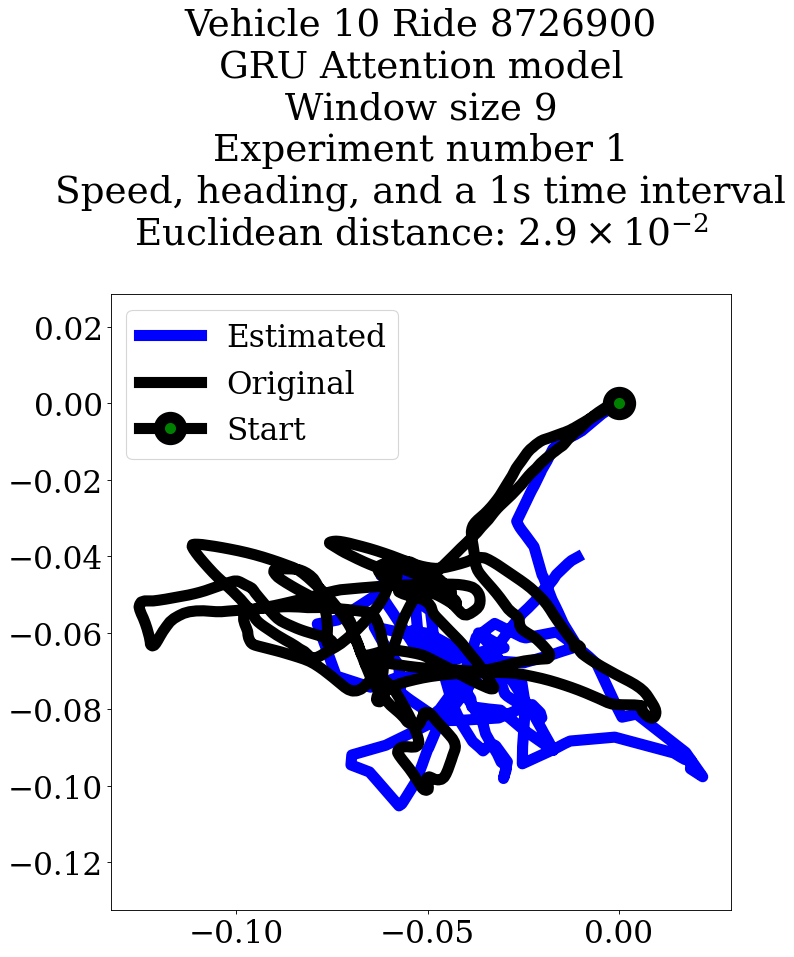 Vehicle 10 Ride 8726900
GRU Attention model
Window size 9
Experiment number 1
Speed, heading, and a 1s time interval
Euclidean distance: 2.9 × 10⁻²
Estimated
Original
Start
0.02
0.00
−0.02
−0.04
−0.06
−0.08
−0.10
−0.12
−0.10
−0.05
0.00